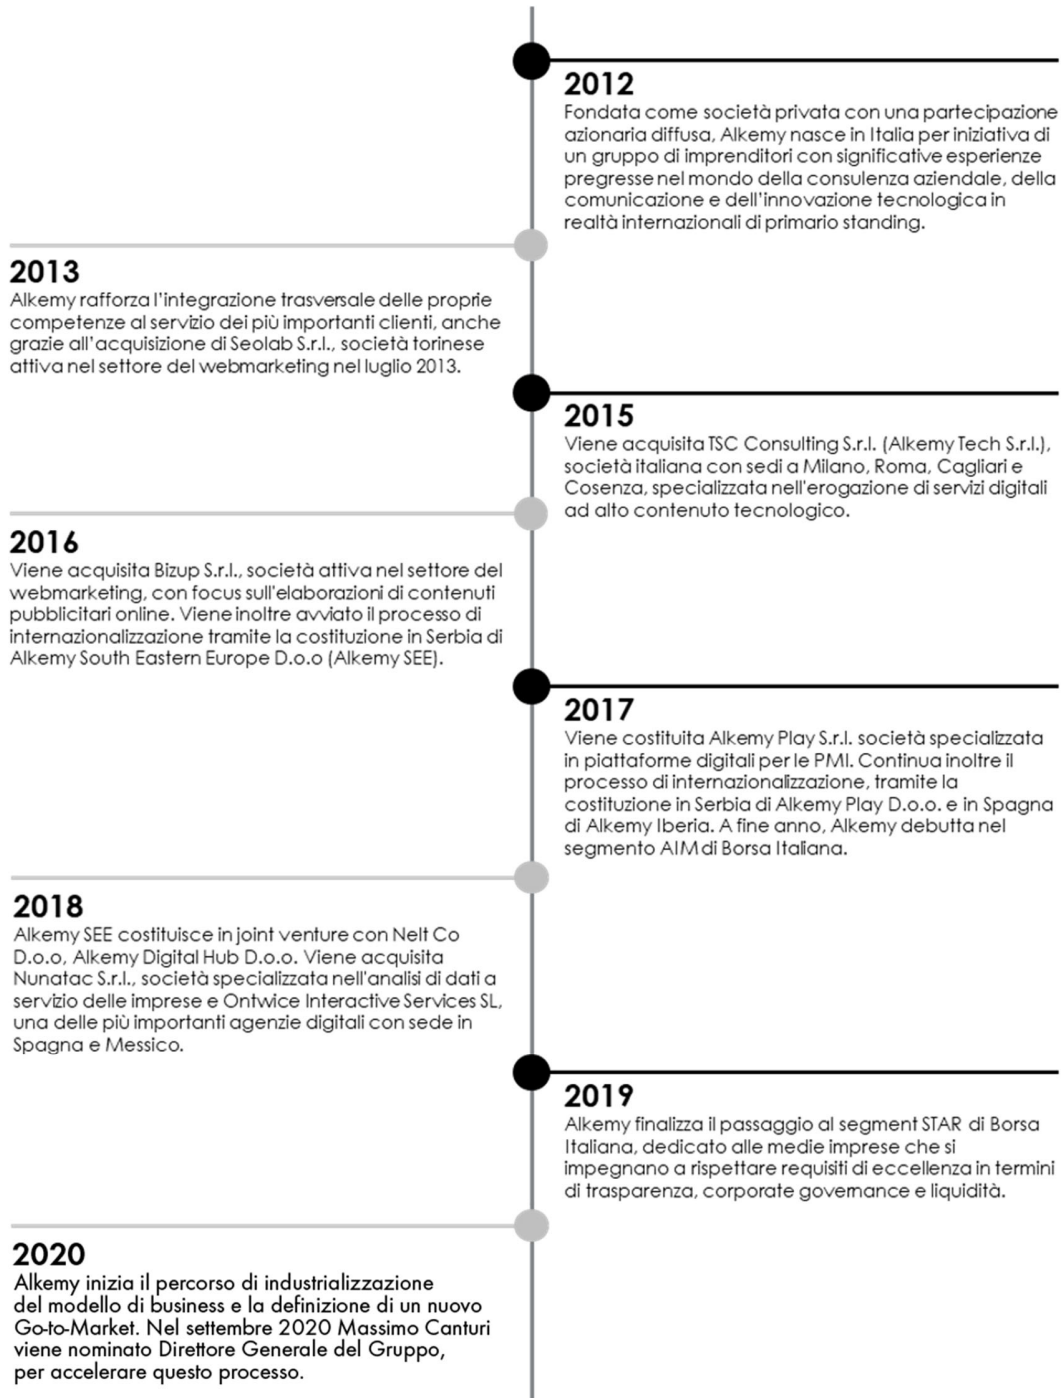 2012
Fondata come società privata con una partecipazione
azionaria diffusa, Alkemy nasce in Italia per iniziativa di
un gruppo di imprenditori con significative esperienze
pregresse nel mondo della consulenza aziendale, della
comunicazione e dell'innovazione tecnologica in
realtà internazionali di primario standing.
2013
Alkemy rafforza l'integrazione trasversale delle proprie
competenze al servizio dei più importanti clienti, anche
grazie all'acquisizione di Seolab S.r.l., società torinese
attiva nel settore del webmarketing nel luglio 2013.
2015
Viene acquisita TSC Consulting S.r.l. (Alkemy Tech S.r.l.),
società italiana con sedi a Milano, Roma, Cagliari e
Cosenza, specializzata nell'erogazione di servizi digitali
ad alto contenuto tecnologico.
2016
Viene acquisita Bizup S.r.l., società attiva nel settore del
webmarketing, con focus sull'elaborazioni di contenuti
pubblicitari online. Viene inoltre avviato il processo di
internazionalizzazione tramite la costituzione in Serbia di
Alkemy South Eastern Europe D.o.o (Alkemy SEE).
2017
Viene costituita Alkemy Play S.r.l. società specializzata
in piattaforme digitali per le PMI. Continua inoltre il
processo di internazionalizzazione, tramite la
costituzione in Serbia di Alkemy Play D.o.o. e in Spagna
di Alkemy Iberia. A fine anno, Alkemy debutta nel
segmento AIM di Borsa Italiana.
2018
Alkemy SEE costituisce in joint venture con Nelt Co
D.o.o, Alkemy Digital Hub D.o.o. Viene acquisita
Nunatac S.r.l., società specializzata nell'analisi di dati a
servizio delle imprese e Ontwice Interactive Services SL,
una delle più importanti agenzie digitali con sede in
Spagna e Messico.
2019
Alkemy finalizza il passaggio al segment STAR di Borsa
Italiana, dedicato alle medie imprese che si
impegnano a rispettare requisiti di eccellenza in termini
di trasparenza, corporate governance e liquidità.
2020
Alkemy inizia il percorso di industrializzazione
del modello di business e la definizione di un nuovo
Go-to-Market. Nel settembre 2020 Massimo Canturi
viene nominato Direttore Generale del Gruppo,
per accelerare questo processo.